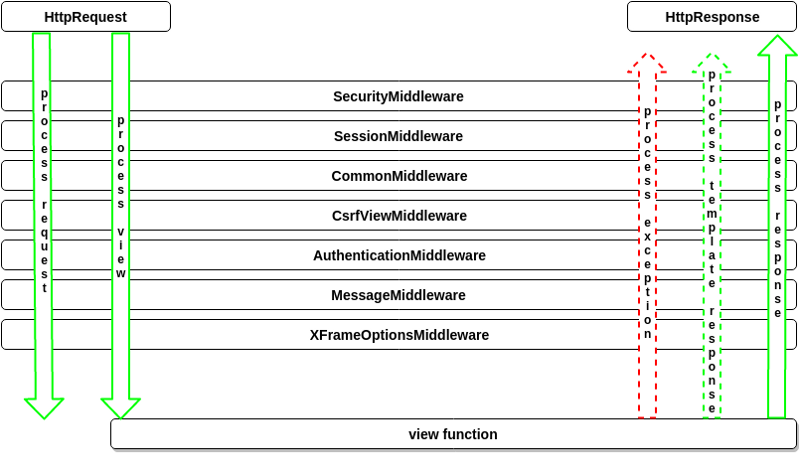 HttpRequest
HttpResponse
process request
process view
SecurityMiddleware
SessionMiddleware
CommonMiddleware
CsrfViewMiddleware
AuthenticationMiddleware
MessageMiddleware
XFrameOptionsMiddleware
process exception
process template response
process response
view function